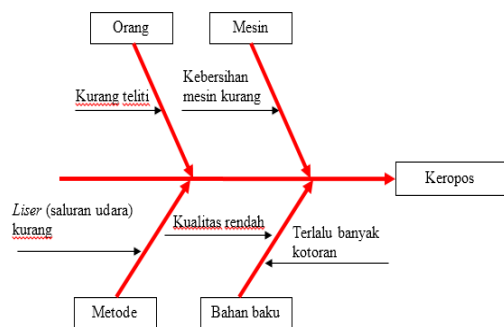 Orang
Mesin
Kurang teliti
Kebersihan
mesin kurang
Keropos
Liser (saluran udara)
kurang
Kualitas rendah
Terlalu banyak
kotoran
Metode
Bahan baku